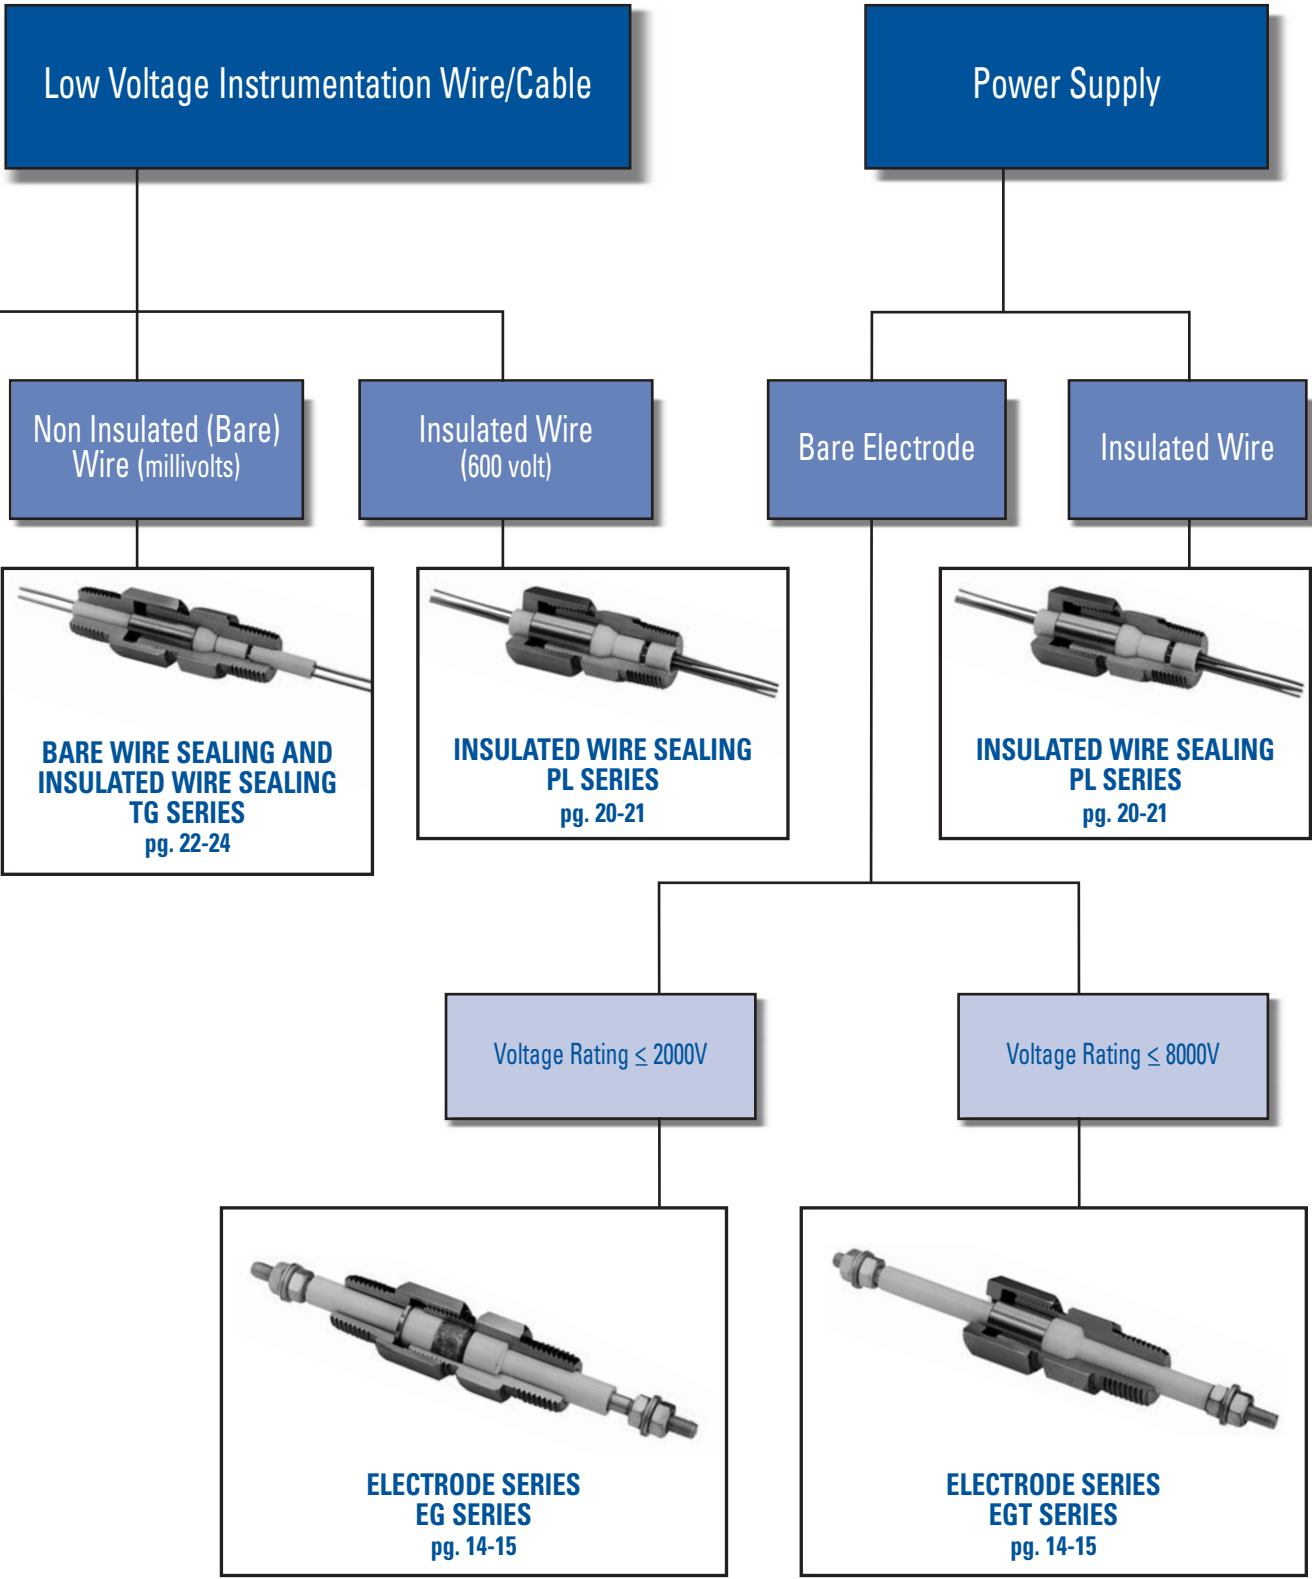 Low Voltage Instrumentation Wire/Cable
Power Supply
Non Insulated (Bare)
Wire (millivolts)
Insulated Wire
(600 volt)
Bare Electrode
Insulated Wire
BARE WIRE SEALING AND
INSULATED WIRE SEALING
TG SERIES
pg. 22-24
INSULATED WIRE SEALING
PL SERIES
pg. 20-21
INSULATED WIRE SEALING
PL SERIES
pg. 20-21
Voltage Rating ≤ 2000V
Voltage Rating ≤ 8000V
ELECTRODE SERIES
EG SERIES
pg. 14-15
ELECTRODE SERIES
EGT SERIES
pg. 14-15